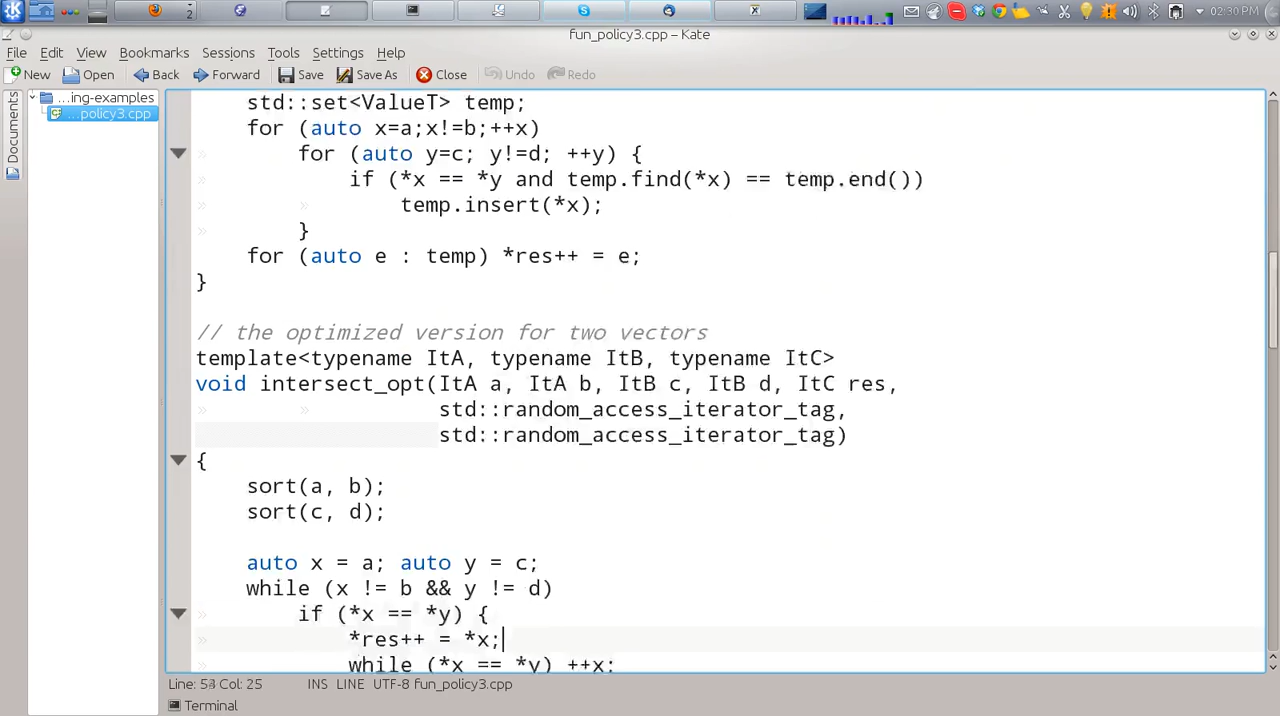 2
02:30 PM
fun_policy3.cpp – Kate
File Edit View Bookmarks Sessions Tools Settings Help
New Open Back Forward Save Save As Close Undo Redo
Documents
...ing-examples
...policy3.cpp
std::set<ValueT> temp;
for (auto x=a;x!=b;++x)
for (auto y=c; y!=d; ++y) {
if (*x == *y and temp.find(*x) == temp.end())
temp.insert(*x);
}
for (auto e : temp) *res++ = e;
}
// the optimized version for two vectors
template<typename ItA, typename ItB, typename ItC>
void intersect_opt(ItA a, ItA b, ItB c, ItB d, ItC res,
std::random_access_iterator_tag,
std::random_access_iterator_tag)
{
sort(a, b);
sort(c, d);
auto x = a; auto y = c;
while (x != b && y != d)
if (*x == *y) {
*res++ = *x;
while (*x == *y) ++x;
Line: 53 Col: 25 INS LINE UTF-8 fun_policy3.cpp
Terminal